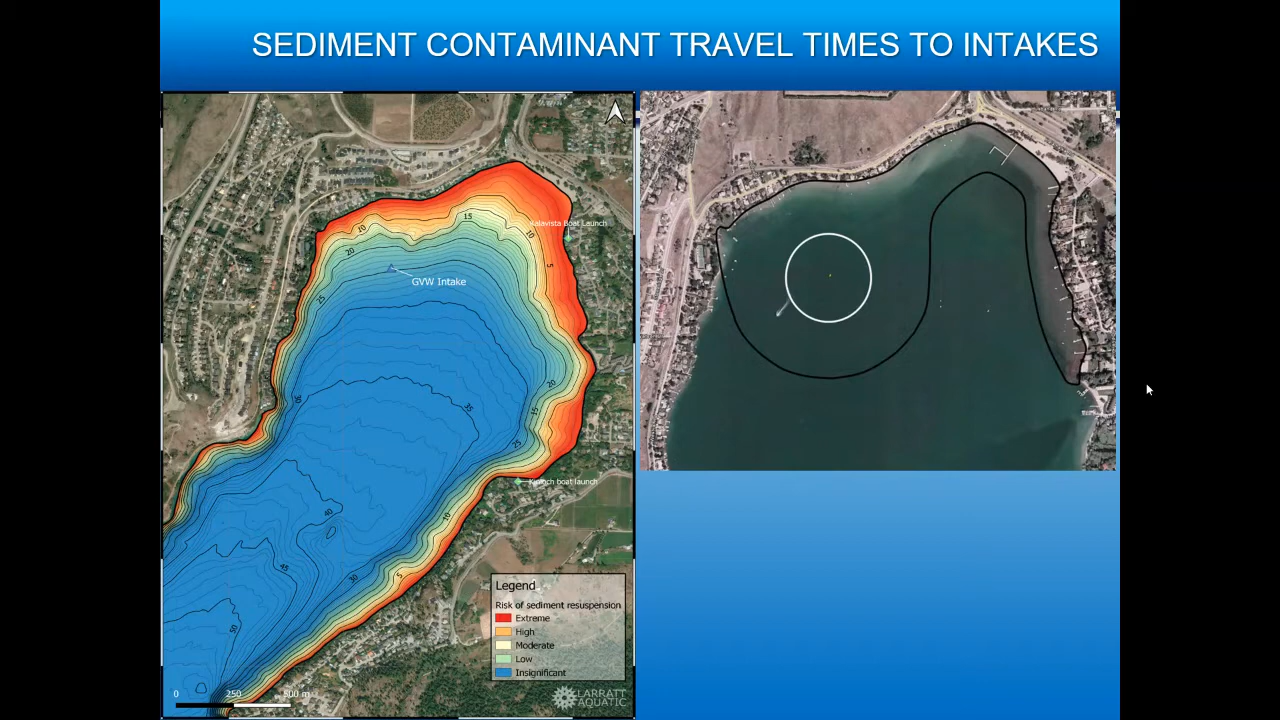 SEDIMENT CONTAMINANT TRAVEL TIMES TO INTAKES
15
10
Kalavista Boat Launch
10
20
5
GVW Intake
25
20
30
35
15
25
Kinloch boat launch
10
40
45
30
5
50
Legend
Risk of sediment resuspension
Extreme
High
Moderate
Low
Insignificant
0 250 500 m
LARRATT
AQUATIC